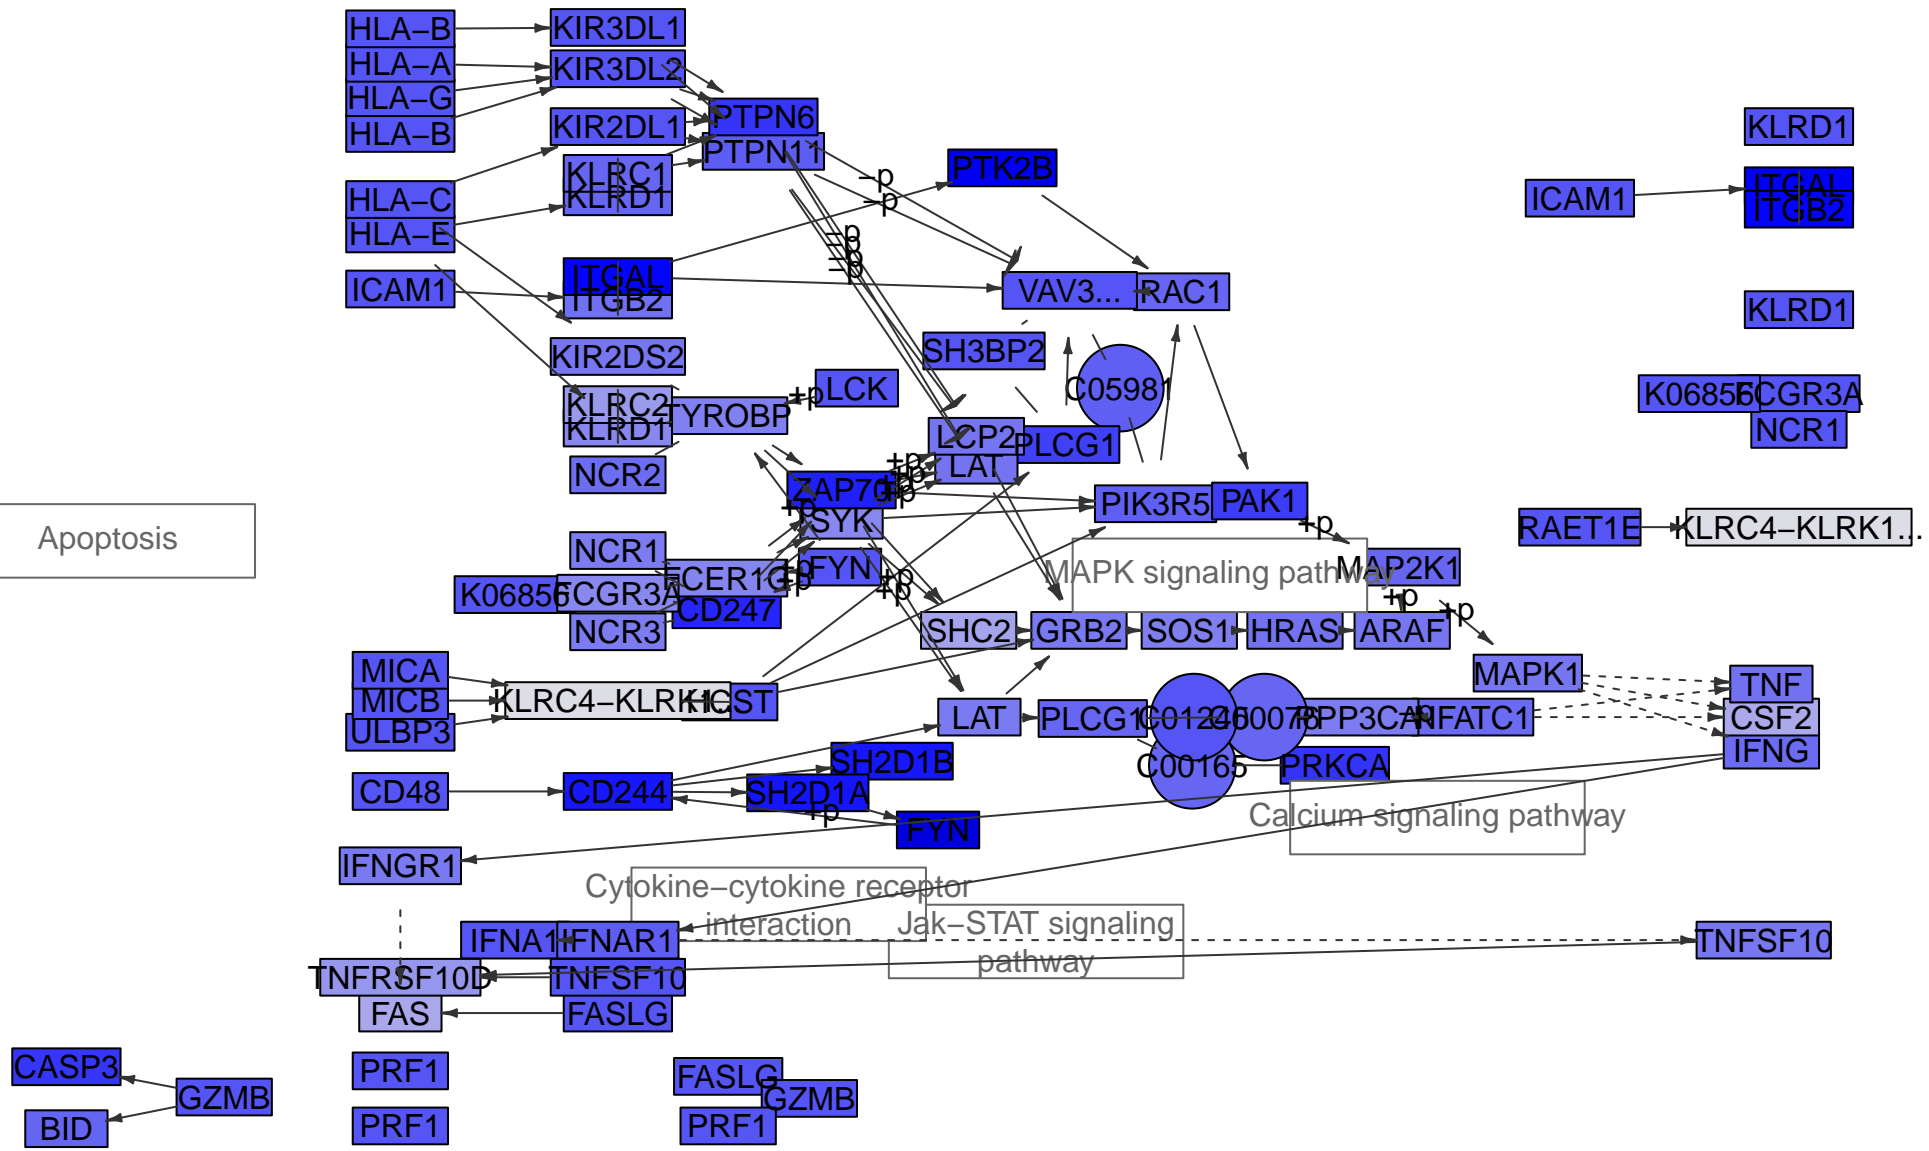 HLA−B
KIR3DL1
HLA−A
KIR3DL2
HLA−G
HLA−B
PTPN6
KIR2DL1
KLRD1
PTPN11
−p
PTK2B
KLRC1
KLRD1
ITGAL
ITGB2
ICAM1
HLA−C
−p
HLA−E
−p
−p
−p
−p
ITGAL
ITGB2
ICAM1
VAV3...
RAC1
KLRD1
KIR2DS2
SH3BP2
LCK
+p
C05981
K06856
FCGR3A
NCR1
KLRC2
KLRD1
TYROBP
LCP2
LAT
PLCG1
NCR2
+p
+p
+p
+p
ZAP70
SYK
+p
PIK3R5
PAK1
+p
RAET1E
KLRC4−KLRK1...
Apoptosis
NCR1
FCER1G
+p
+p
FYN
+p
+p
MAPK signaling pathway
MAP2K1
K06856
FCGR3A
CD247
NCR3
+p
+p
SHC2
GRB2
SOS1
HRAS
ARAF
MICA
MICB
ULBP3
KLRC4−KLRK1...
HCST
MAPK1
TNF
CSF2
IFNG
LAT
PLCG1
C01245
C00076
PPP3CA
NFATC1
C00165
PRKCA
SH2D1B
CD48
CD244
SH2D1A
+p
FYN
Calcium signaling pathway
IFNGR1
Cytokine−cytokine receptor
interaction
Jak−STAT signaling
pathway
IFNA1
IFNAR1
TNFSF10
TNFRSF10D
TNFSF10
FAS
FASLG
CASP3
GZMB
BID
PRF1
PRF1
FASLG
GZMB
PRF1